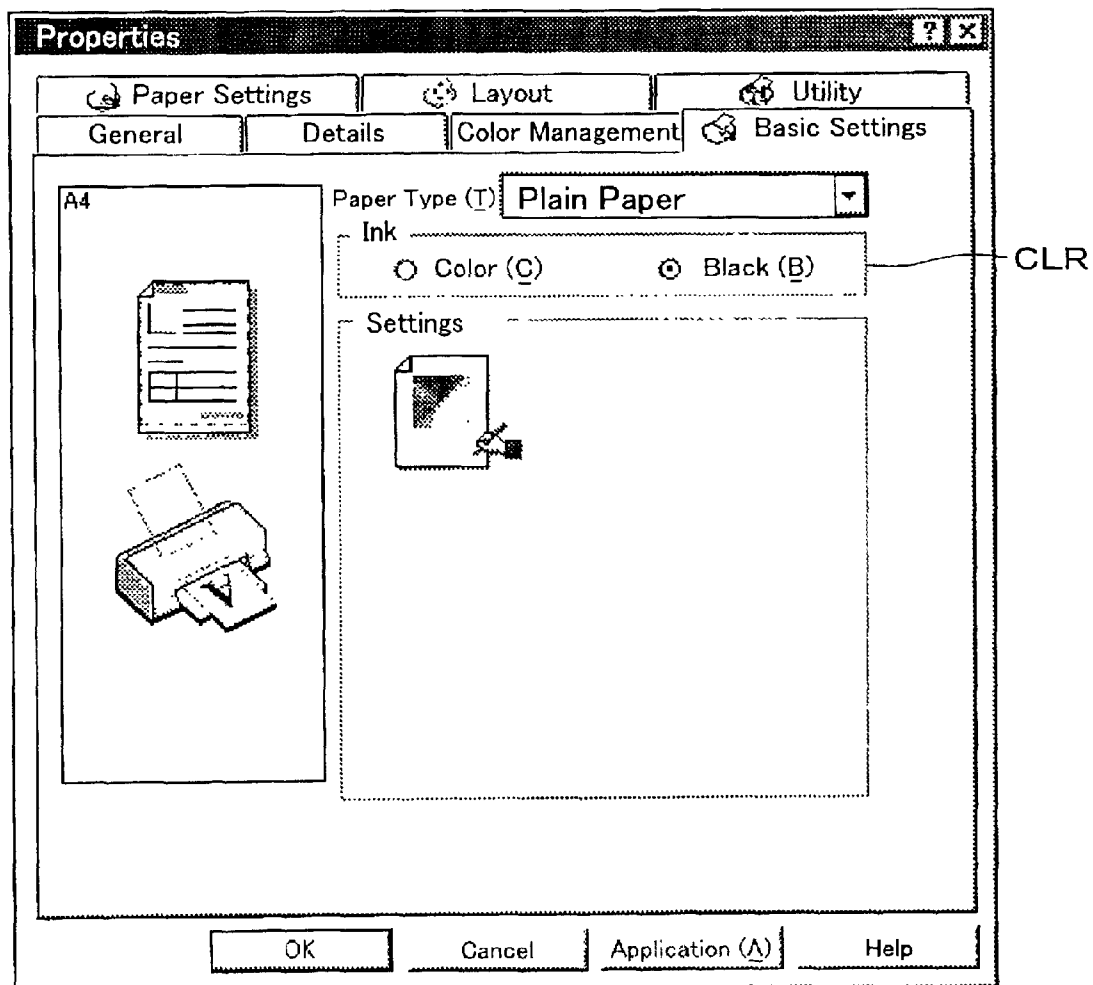 Properties
Paper Settings Layout Utility
General Details Color Management Basic Settings
A4
Paper Type (T) Plain Paper
Ink
Color (C) Black (B)
CLR
Settings
OK Cancel Application (A) Help